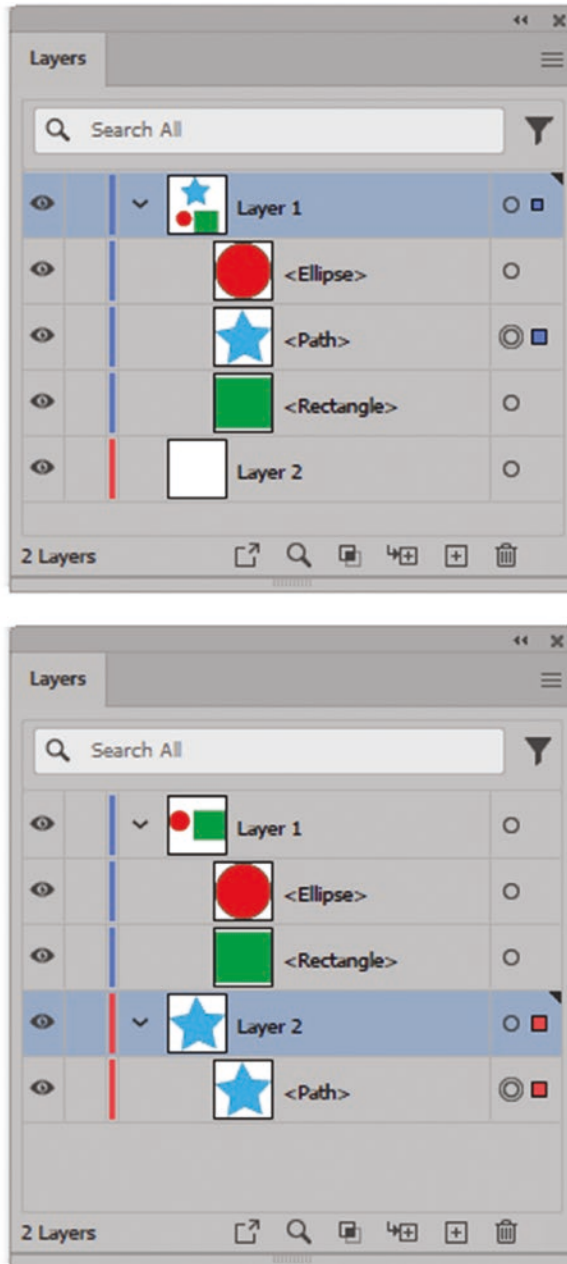 Layers
Search All
Layer 1
<Ellipse>
<Path>
<Rectangle>
Layer 2
2 Layers
Layers
Search All
Layer 1
<Ellipse>
<Rectangle>
Layer 2
<Path>
2 Layers